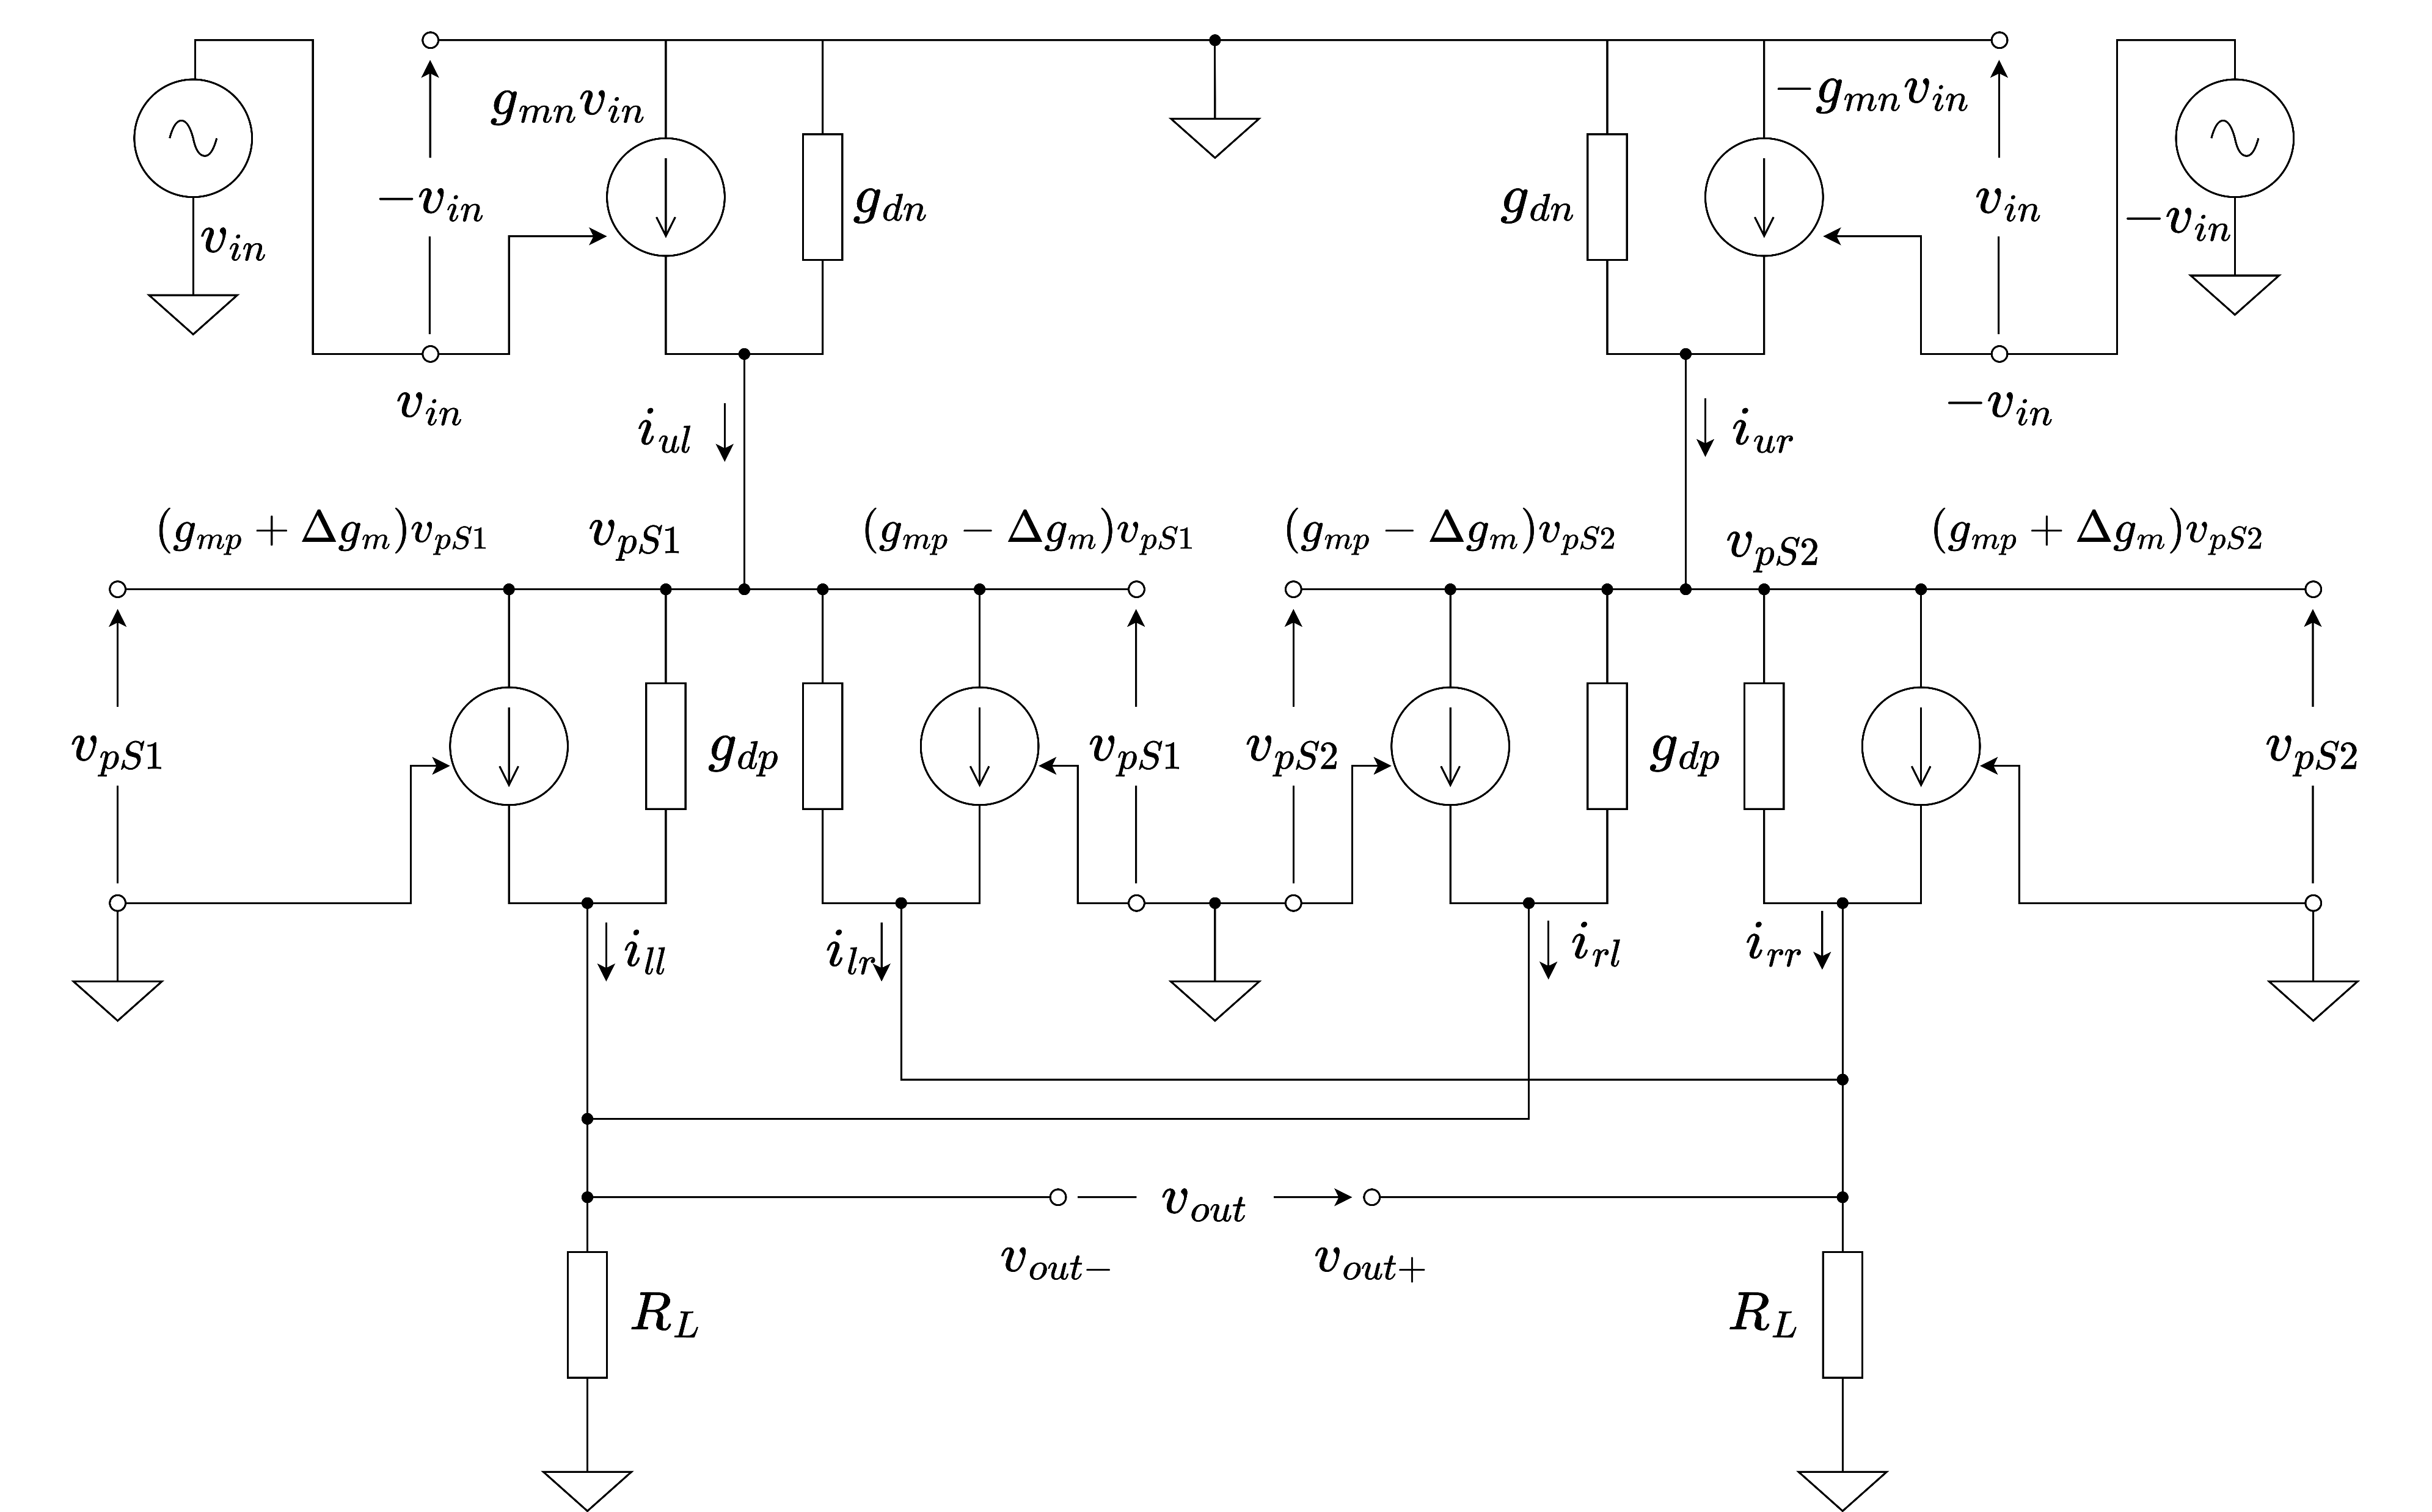 g_{mn}v_{in}
-g_{mn}v_{in}
-v_{in}
g_{dn}
g_{dn}
v_{in}
v_{in}
-v_{in}
v_{in}
-v_{in}
i_{ul}
i_{ur}
(g_{mp} + Δg_m)v_{pS1}
v_{pS1}
(g_{mp} − Δg_m)v_{pS1}
(g_{mp} − Δg_m)v_{pS2}
v_{pS2}
(g_{mp} + Δg_m)v_{pS2}
v_{pS1}
g_{dp}
v_{pS1}
v_{pS2}
g_{dp}
v_{pS2}
i_{ll}
i_{lr}
i_{rl}
i_{rr}
v_{out}
v_{out−}
v_{out+}
R_L
R_L